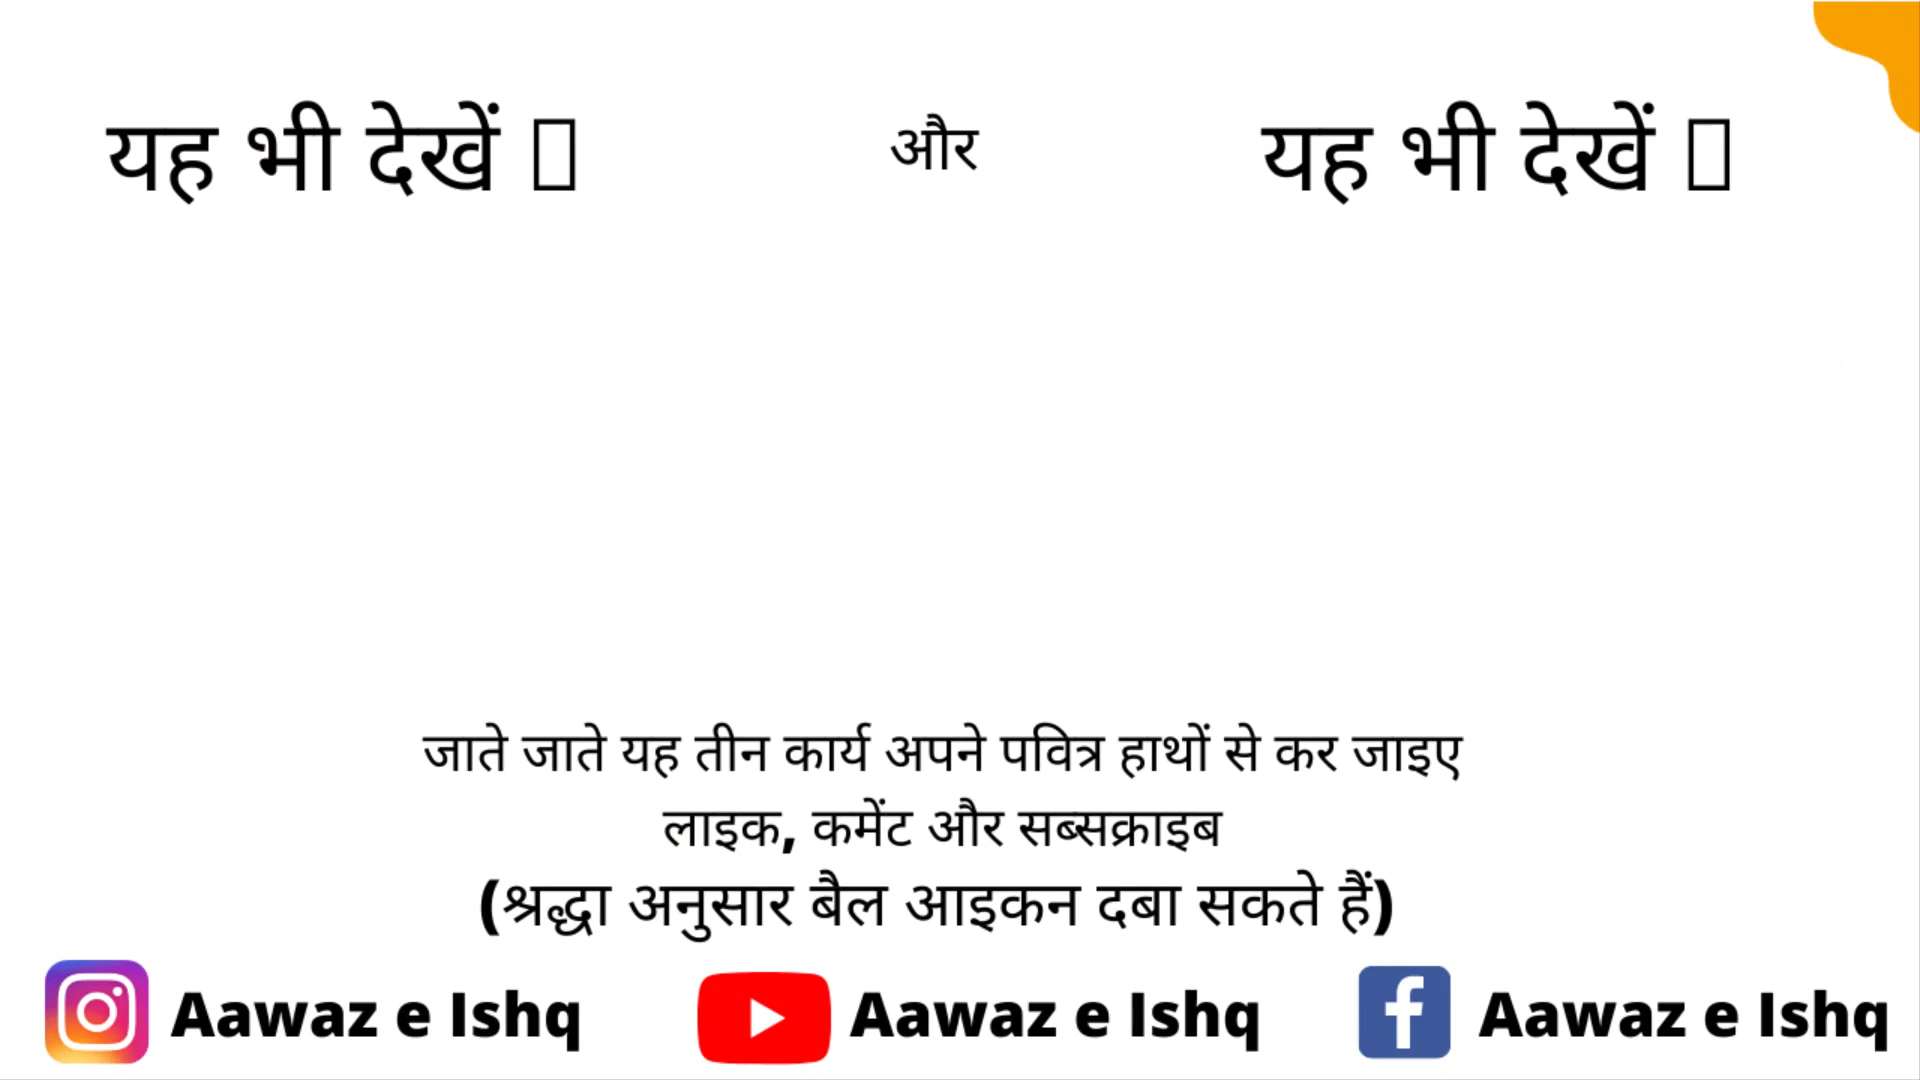 यह भी देखें और यह भी देखें
जाते जाते यह तीन कार्य अपने पवित्र हाथों से कर जाइए
लाइक, कमेंट और सब्सक्राइब
(श्रद्धा अनुसार बैल आइकन दबा सकते हैं)
Aawaz e Ishq Aawaz e Ishq Aawaz e Ishq